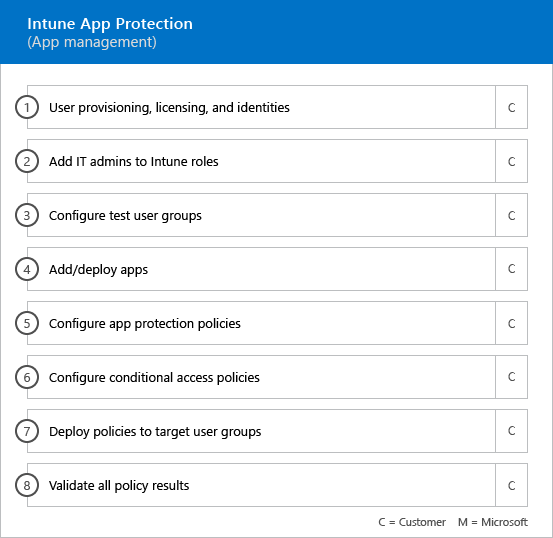 Intune App Protection
(App management)
1 User provisioning, licensing, and identities C
2 Add IT admins to Intune roles C
3 Configure test user groups C
4 Add/deploy apps C
5 Configure app protection policies C
6 Configure conditional access policies C
7 Deploy policies to target user groups C
8 Validate all policy results C
C = Customer M = Microsoft